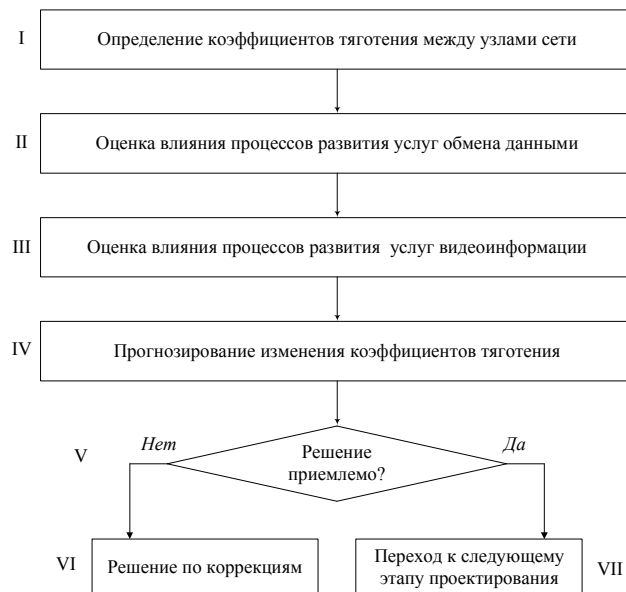 I
Определение коэффициентов тяготения между узлами сети
II
Оценка влияния процессов развития услуг обмена данными
III
Оценка влияния процессов развития услуг видеоинформации
IV
Прогнозирование изменения коэффициентов тяготения
V
Нет
Да
Решение
приемлемо?
VI
Решение по коррекциям
Переход к следующему
этапу проектирования
VII